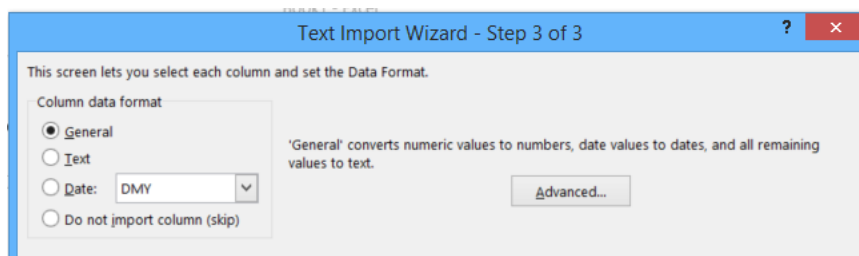 Text Import Wizard - Step 3 of 3
?
This screen lets you select each column and set the Data Format.
Column data format
General
Text
Date: DMY
Do not import column (skip)
'General' converts numeric values to numbers, date values to dates, and all remaining
values to text.
Advanced...